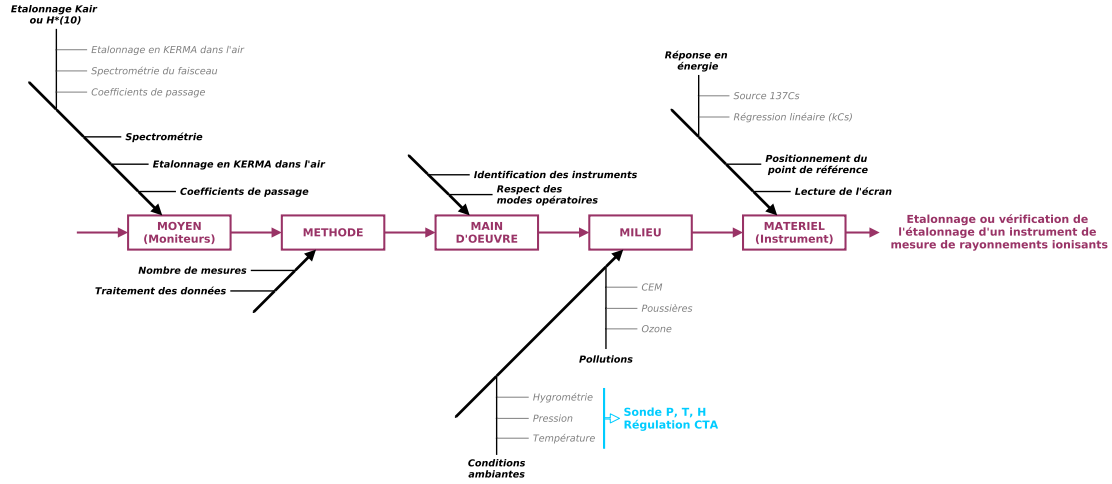 Etalonnage Kair
ou H*(10)
Etalonnage en KERMA dans l'air
Spectrométrie du faisceau
Coefficients de passage
Spectrométrie
Etalonnage en KERMA dans l'air
Coefficients de passage
Identification des instruments
Respect des
modes opératoires
Réponse en
énergie
Source 137Cs
Régression linéaire (kCs)
Positionnement du
point de référence
Lecture de l'écran
MOYEN
(Moniteurs)
METHODE
MAIN
D'OEUVRE
MILIEU
MATERIEL
(Instrument)
Etalonnage ou vérification de
l'étalonnage d'un instrument de
mesure de rayonnements ionisants
Nombre de mesures
Traitement des données
CEM
Poussières
Ozone
Pollutions
Hygrométrie
Pression
Température
Conditions
ambiantes
Sonde P, T, H
Régulation CTA